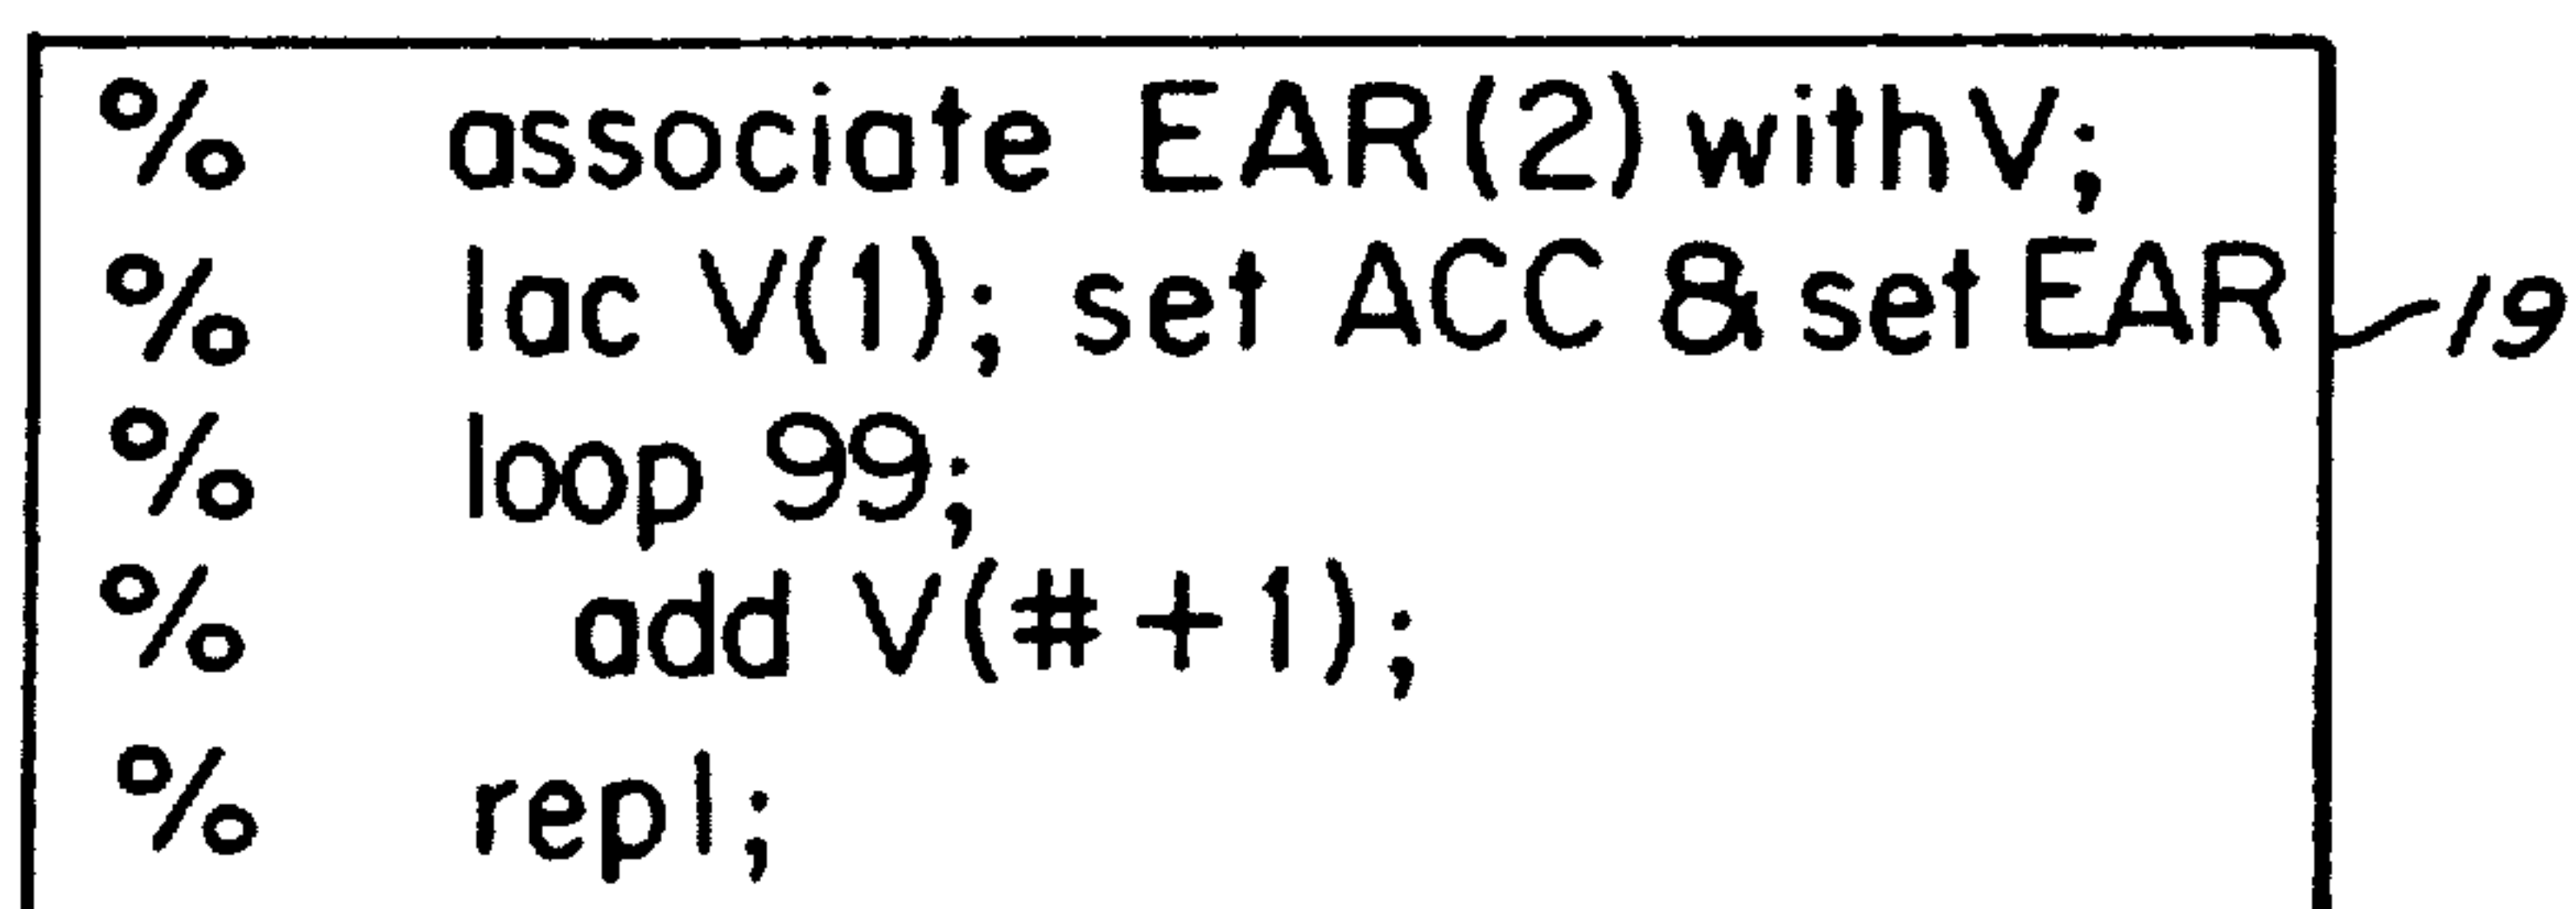 % associate EAR(2) with V;
% lac V(1); set ACC & set EAR 19
% loop 99;
% add V(#+1);
% repl;